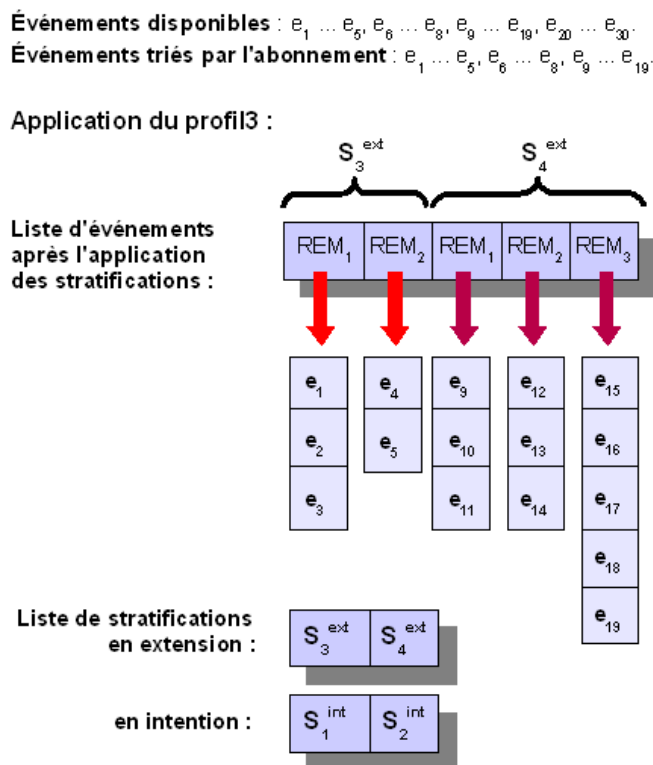 Événements disponibles : e₁ ... e₅, e₆ ... e₈, e₉ ... e₁₉, e₂₀ ... e₃₀.
Événements triés par l'abonnement : e₁ ... e₅, e₆ ... e₈, e₉ ... e₁₉.
Application du profil3 :
S₃ᵉˣᵗ S₄ᵉˣᵗ
Liste d'événements
après l'application
des stratifications :
REM₁ REM₂ REM₁ REM₂ REM₃
e₁ e₄ e₉ e₁₂ e₁₅
e₂ e₅ e₁₀ e₁₃ e₁₆
e₃ e₁₁ e₁₄ e₁₇
e₁₈
e₁₉
Liste de stratifications
en extension :
S₃ᵉˣᵗ S₄ᵉˣᵗ
en intention :
S₁ⁱⁿᵗ S₂ⁱⁿᵗ